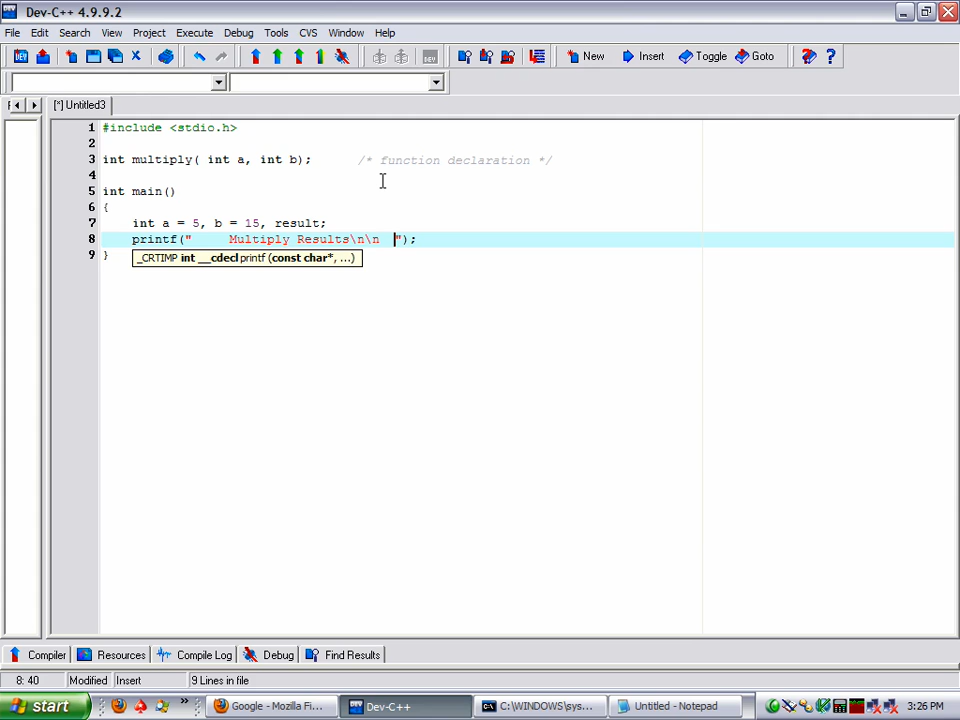 Dev-C++ 4.9.9.2
File Edit Search View Project Execute Debug Tools CVS Window Help
New Insert Toggle Goto
[*] Untitled3
1 #include <stdio.h>
2
3 int multiply( int a, int b);      /* function declaration */
4
5 int main()
6 {
7     int a = 5, b = 15, result;
8     printf("     Multiply Results\n\n  ");
9 }
_CRTIMP int __cdecl printf (const char*, ...)
Compiler Resources Compile Log Debug Find Results
8: 40 Modified Insert 9 Lines in file
start Google - Mozilla Fi... Dev-C++ C:\WINDOWS\sys... Untitled - Notepad 3:26 PM